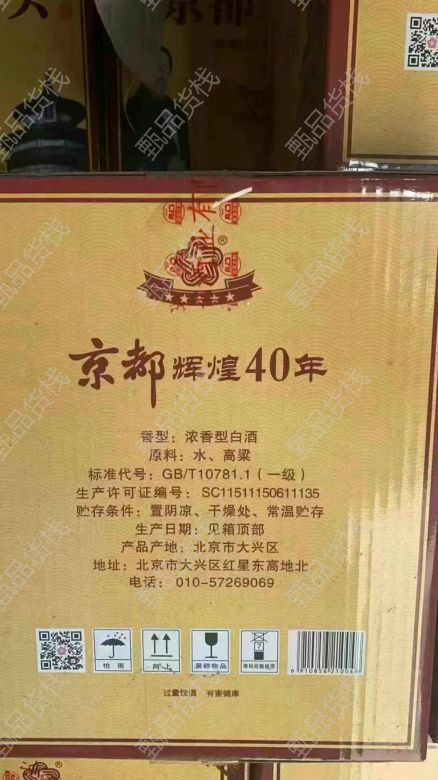 京都
京都辉煌40年
香型：浓香型白酒
原料：水、高粱
标准代号：GB/T10781.1（一级）
生产许可证编号：SC11511150611135
贮存条件：置阴凉、干燥处、常温贮存
生产日期：见箱顶部
产品产地：北京市大兴区
地址：北京市大兴区红星东高地北
电话：010-57269069
怕雨
向上
易碎物品
过量饮酒 有害健康
甄品货栈